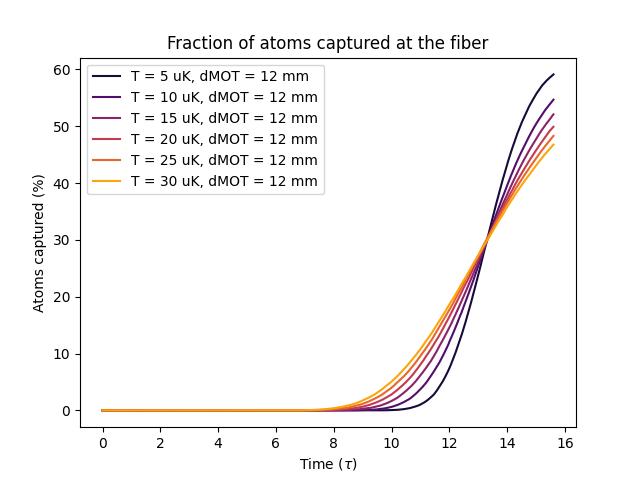 Fraction of atoms captured at the fiber
T = 5 uK, dMOT = 12 mm
T = 10 uK, dMOT = 12 mm
T = 15 uK, dMOT = 12 mm
T = 20 uK, dMOT = 12 mm
T = 25 uK, dMOT = 12 mm
T = 30 uK, dMOT = 12 mm
Atoms captured (%)
60
50
40
30
20
10
0
0 2 4 6 8 10 12 14 16
Time (τ)